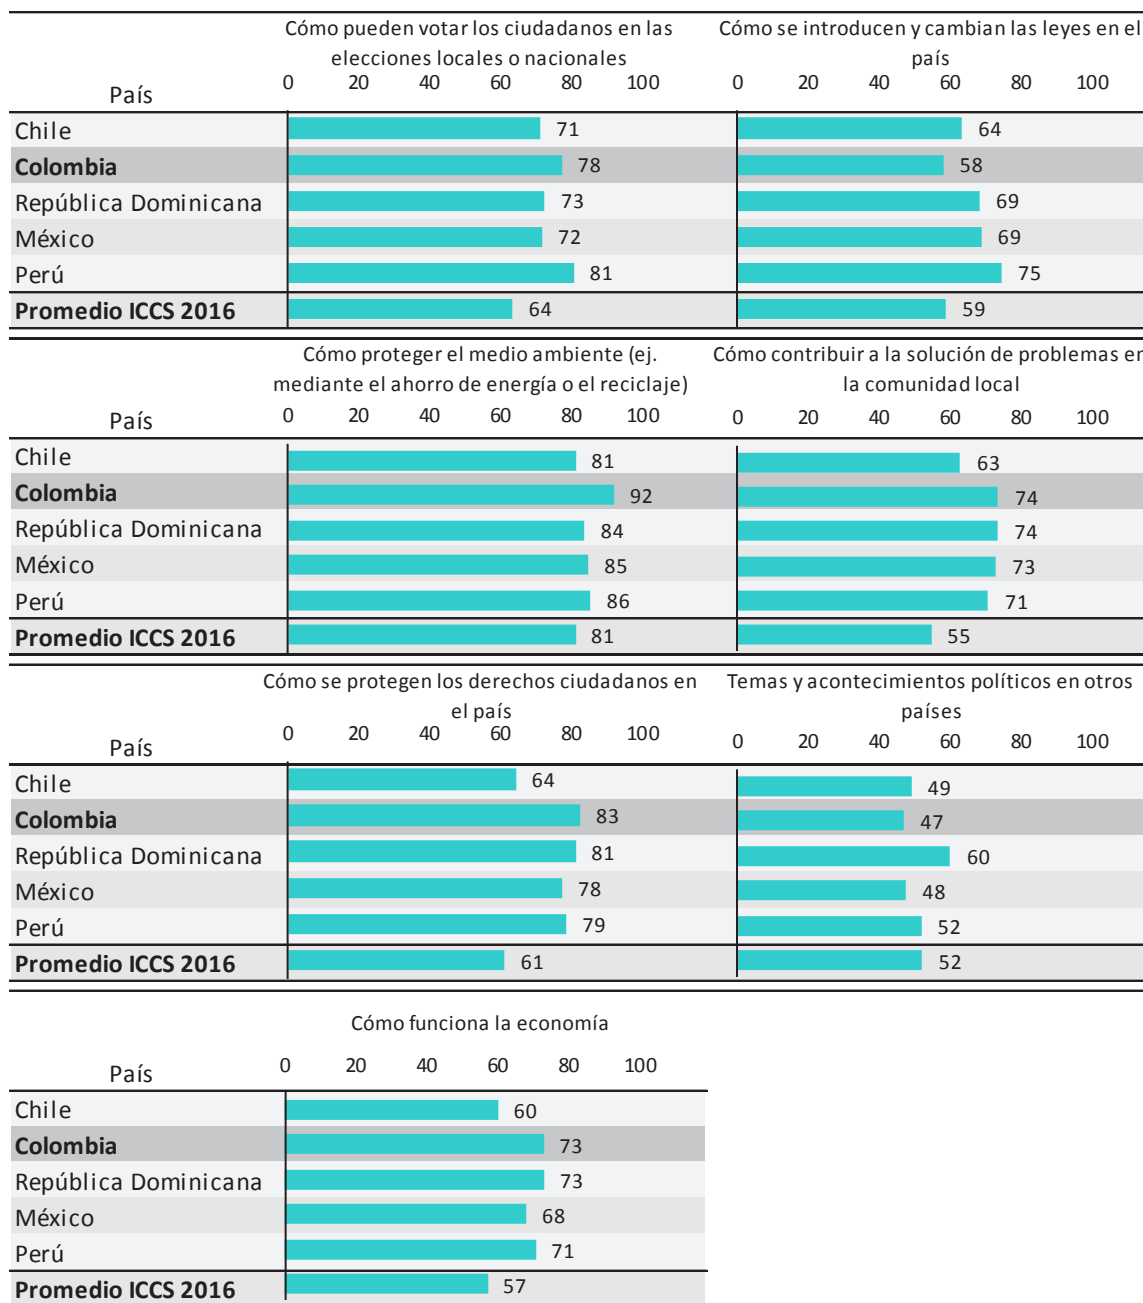 Cómo pueden votar los ciudadanos en las elecciones locales o nacionales
Cómo se introducen y cambian las leyes en el país
País 0 20 40 60 80 100 0 20 40 60 80 100
Chile 71 64
Colombia 78 58
República Dominicana 73 69
México 72 69
Perú 81 75
Promedio ICCS 2016 64 59
Cómo proteger el medio ambiente (ej. mediante el ahorro de energía o el reciclaje)
Cómo contribuir a la solución de problemas en la comunidad local
País 0 20 40 60 80 100 0 20 40 60 80 100
Chile 81 63
Colombia 92 74
República Dominicana 84 74
México 85 73
Perú 86 71
Promedio ICCS 2016 81 55
Cómo se protegen los derechos ciudadanos en el país
Temas y acontecimientos políticos en otros países
País 0 20 40 60 80 100 0 20 40 60 80 100
Chile 64 49
Colombia 83 47
República Dominicana 81 60
México 78 48
Perú 79 52
Promedio ICCS 2016 61 52
Cómo funciona la economía
País 0 20 40 60 80 100
Chile 60
Colombia 73
República Dominicana 73
México 68
Perú 71
Promedio ICCS 2016 57